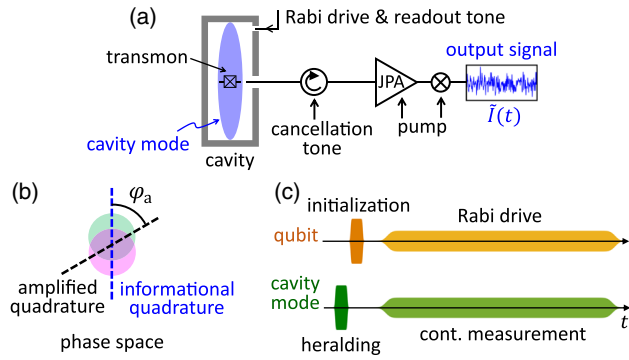 (a)
Rabi drive & readout tone
transmon
cavity mode
cavity
cancellation
tone
JPA
pump
output signal
Ĩ(t)
(b)
φa
amplified
quadrature
informational
quadrature
phase space
(c)
initialization
Rabi drive
qubit
cavity
mode
t
heralding
cont. measurement